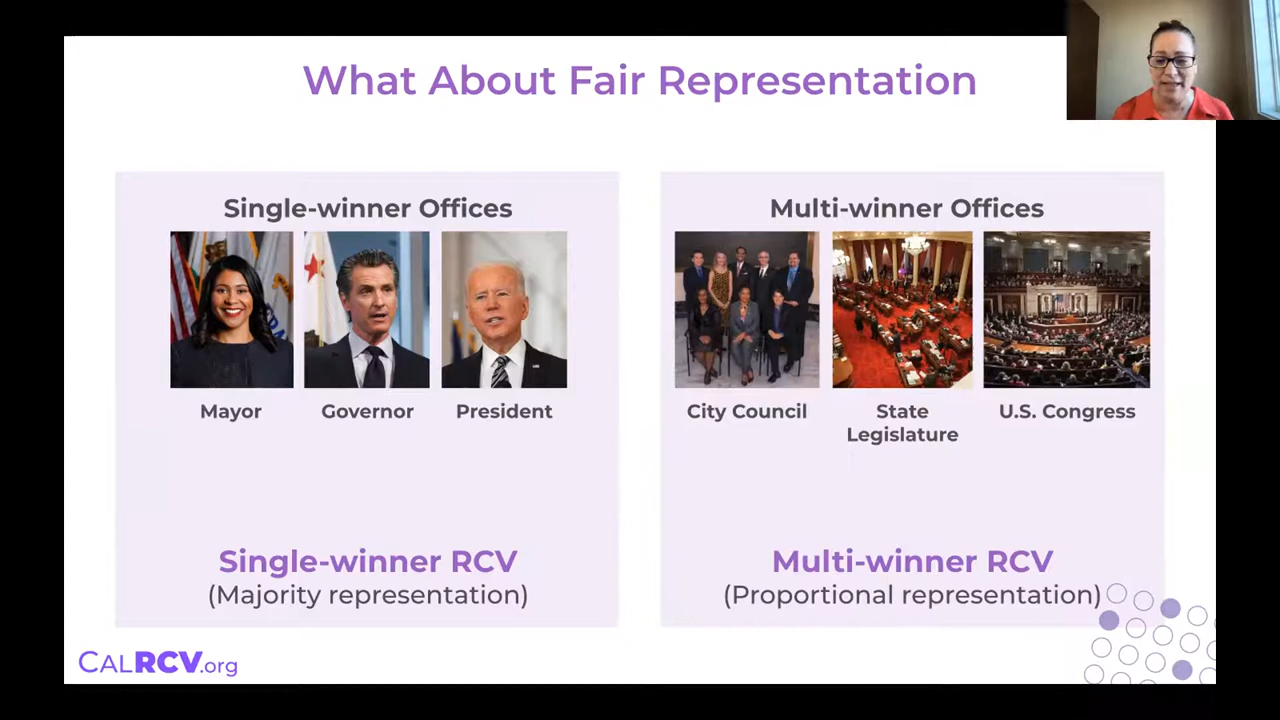 What About Fair Representation
Single-winner Offices
Mayor
Governor
President
Single-winner RCV
(Majority representation)
Multi-winner Offices
City Council
State
Legislature
U.S. Congress
Multi-winner RCV
(Proportional representation)
CALRCV.org